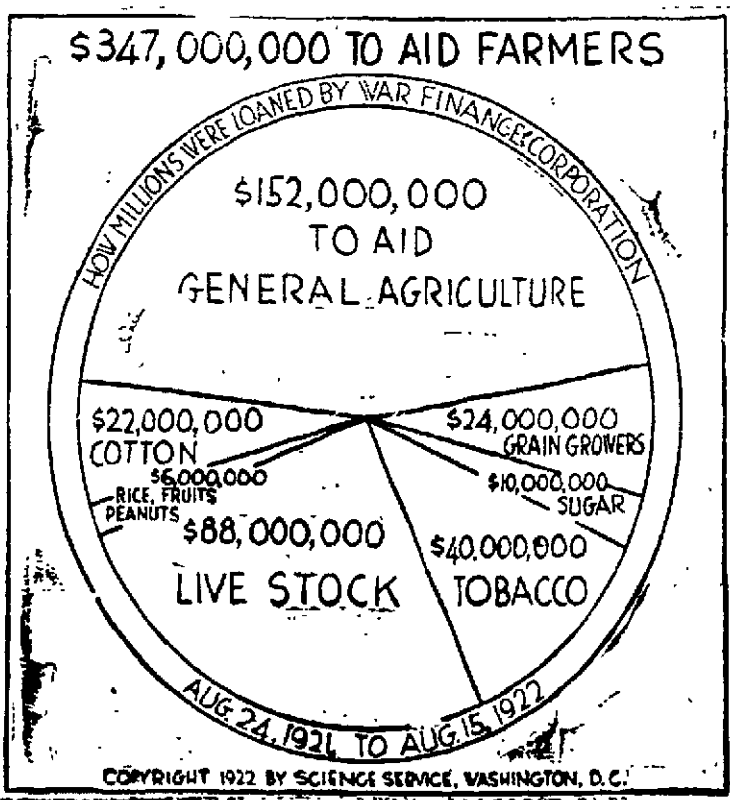 $347,000,000 TO AID FARMERS
HOW MILLIONS WERE LOANED BY WAR FINANCE CORPORATION
$152,000,000
TO AID
GENERAL AGRICULTURE
$22,000,000
COTTON
$24,000,000
GRAIN GROWERS
$6,000,000
RICE, FRUITS
PEANUTS
$10,000,000
SUGAR
$88,000,000
LIVE STOCK
$40,000,000
TOBACCO
AUG. 24, 1921 TO AUG. 15, 1922
COPYRIGHT 1922 BY SCIENCE SERVICE, WASHINGTON, D.C.